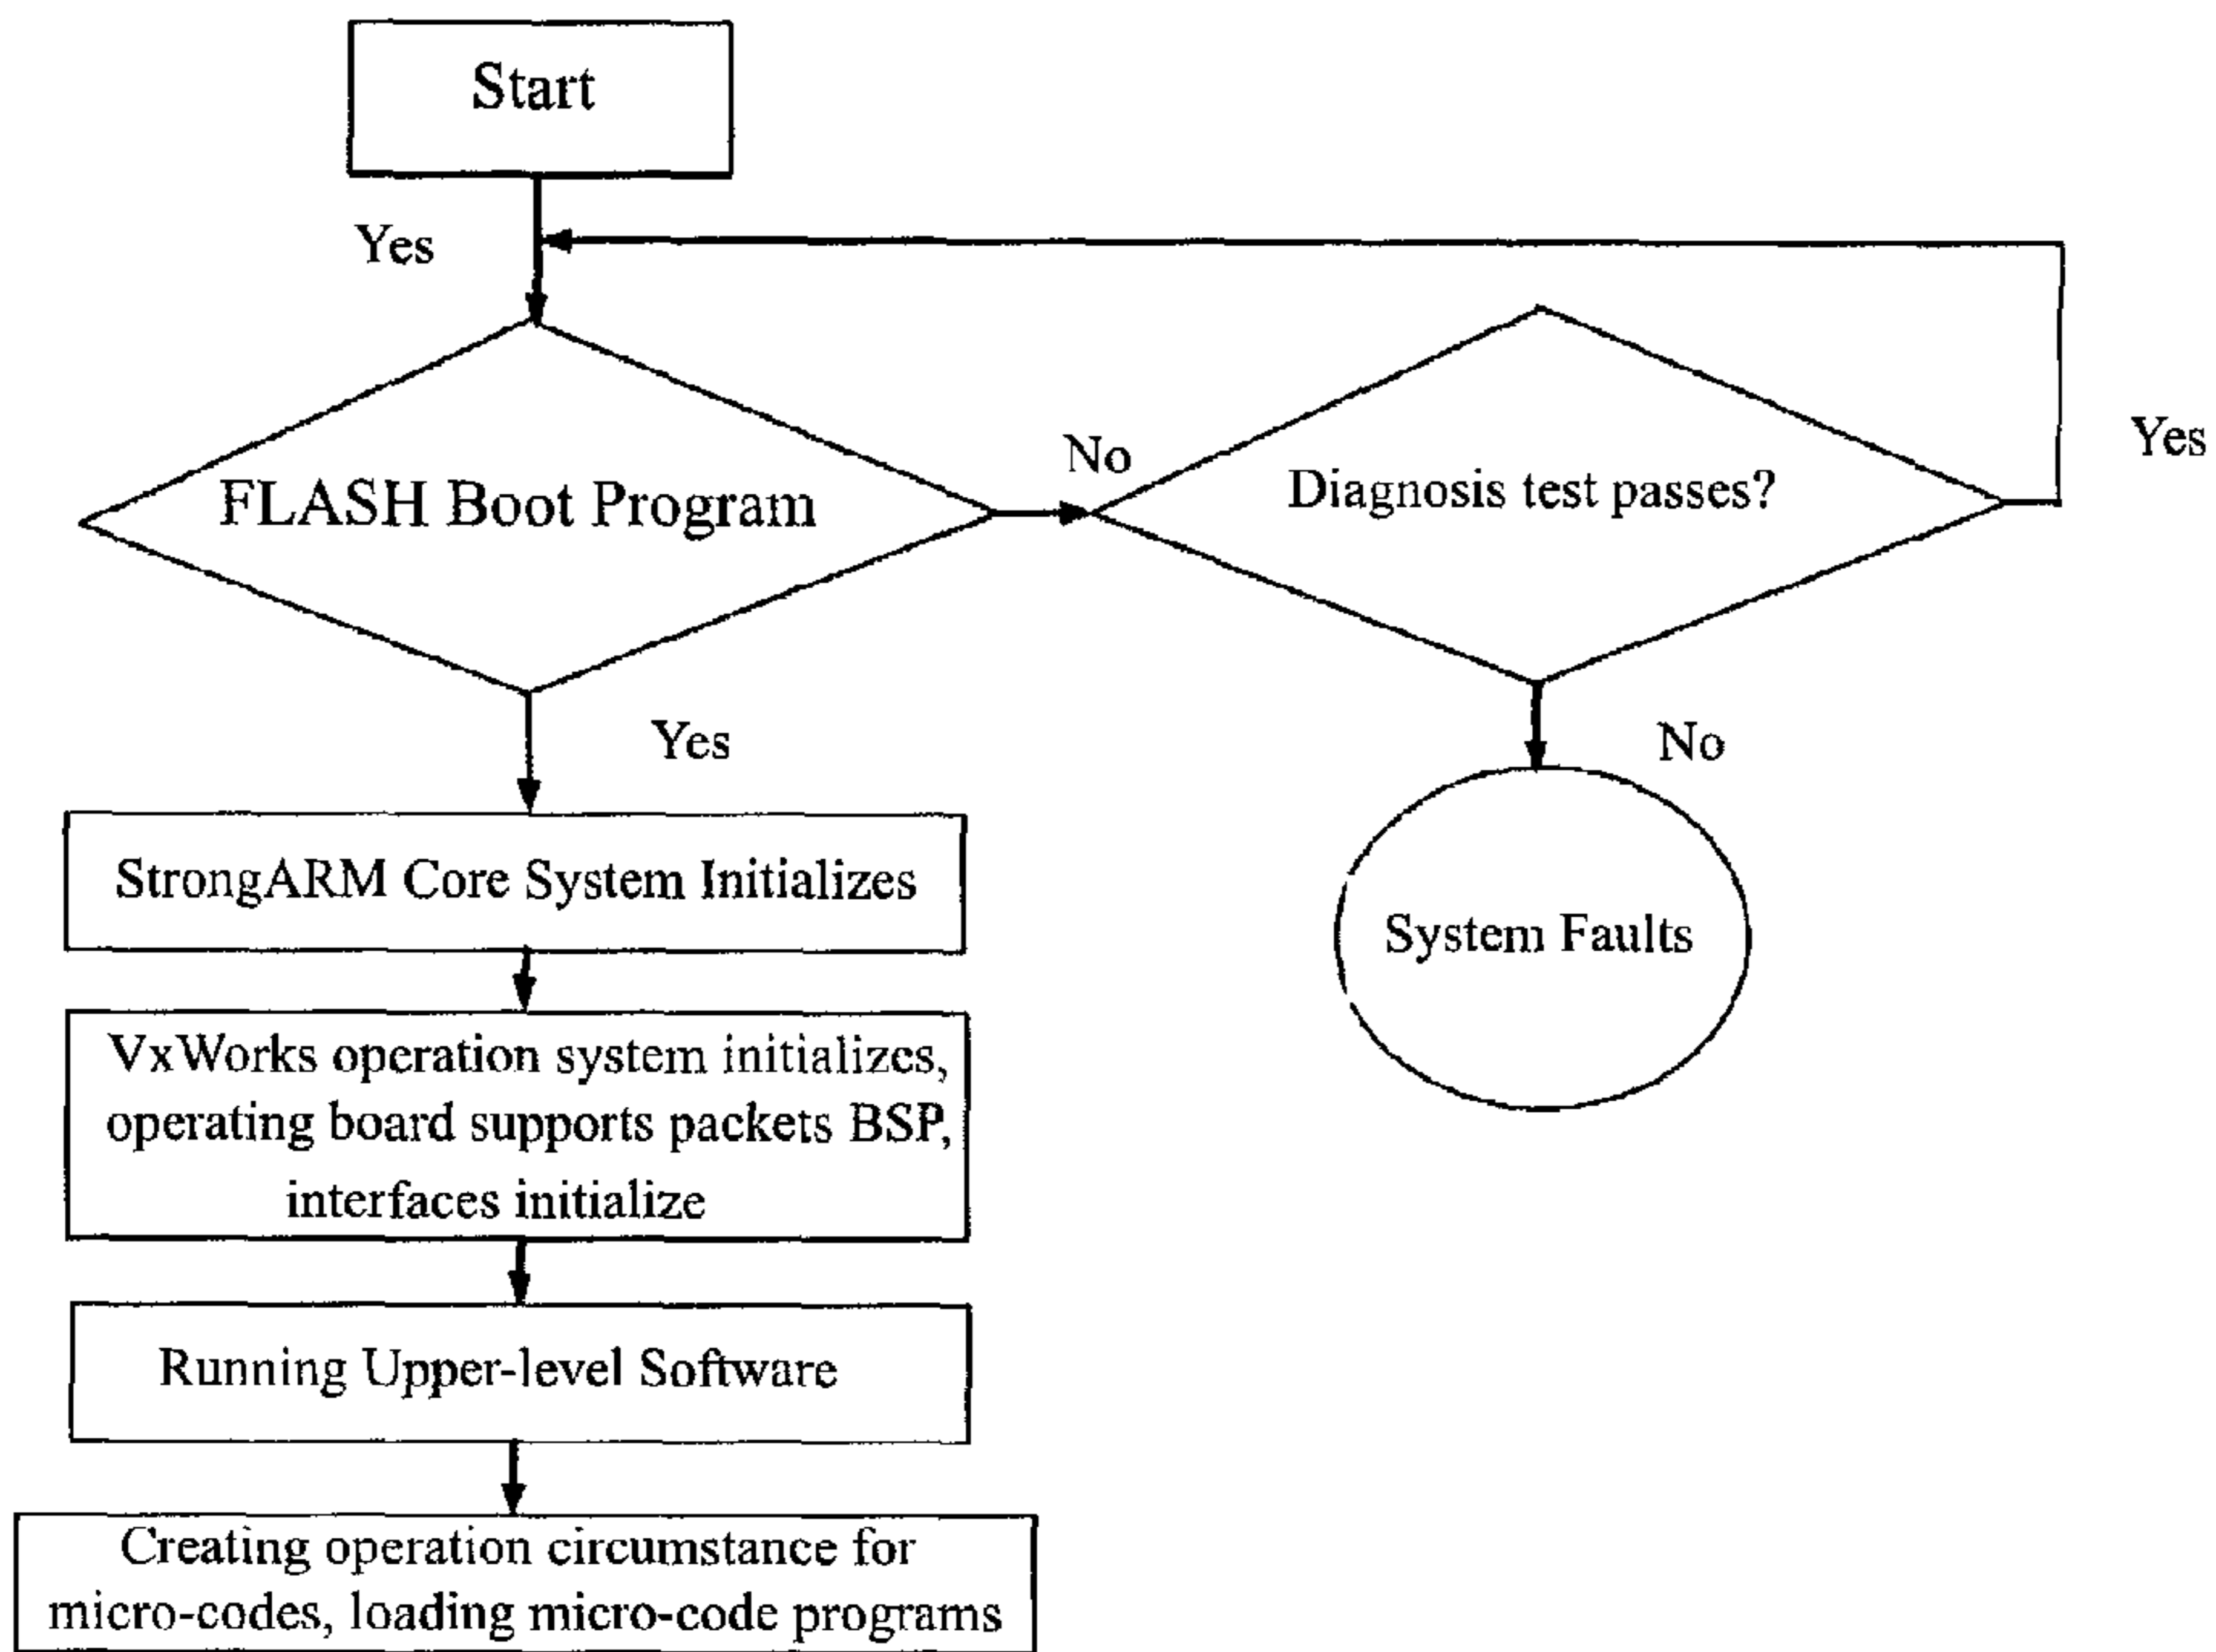 Start
Yes
No
Yes
FLASH Boot Program
Diagnosis test passes?
Yes
No
StrongARM Core System Initializes
System Faults
VxWorks operation system initializes,
operating board supports packets BSP,
interfaces initialize
Running Upper-level Software
Creating operation circumstance for
micro-codes, loading micro-code programs